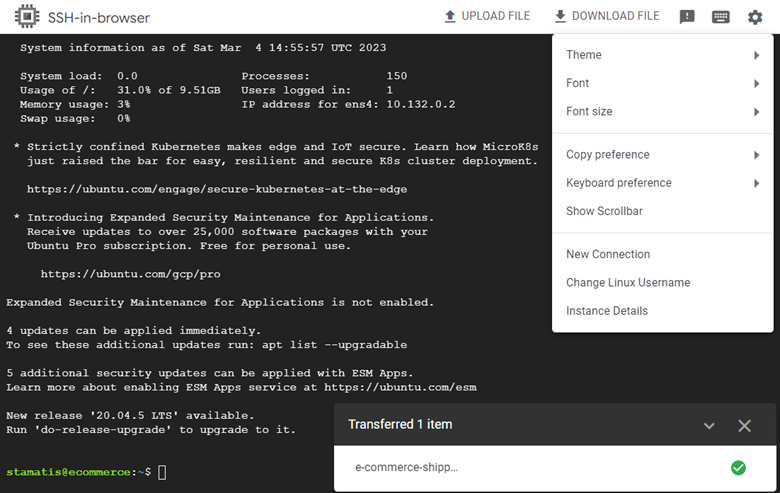 SSH-in-browser
UPLOAD FILE
DOWNLOAD FILE
System information as of Sat Mar  4 14:55:57 UTC 2023
System load:  0.0    Processes:    150
Usage of /:   31.0% of 9.51GB    Users logged in:    1
Memory usage: 3%    IP address for ens4: 10.132.0.2
Swap usage:   0%
* Strictly confined Kubernetes makes edge and IoT secure. Learn how MicroK8s
just raised the bar for easy, resilient and secure K8s cluster deployment.
https://ubuntu.com/engage/secure-kubernetes-at-the-edge
* Introducing Expanded Security Maintenance for Applications.
Receive updates to over 25,000 software packages with your
Ubuntu Pro subscription. Free for personal use.
https://ubuntu.com/gcp/pro
Expanded Security Maintenance for Applications is not enabled.
4 updates can be applied immediately.
To see these additional updates run: apt list --upgradable
5 additional security updates can be applied with ESM Apps.
Learn more about enabling ESM Apps service at https://ubuntu.com/esm
New release '20.04.5 LTS' available.
Run 'do-release-upgrade' to upgrade to it.
stamatis@ecommerce:~$
Theme
Font
Font size
Copy preference
Keyboard preference
Show Scrollbar
New Connection
Change Linux Username
Instance Details
Transferred 1 item
e-commerce-shipp...